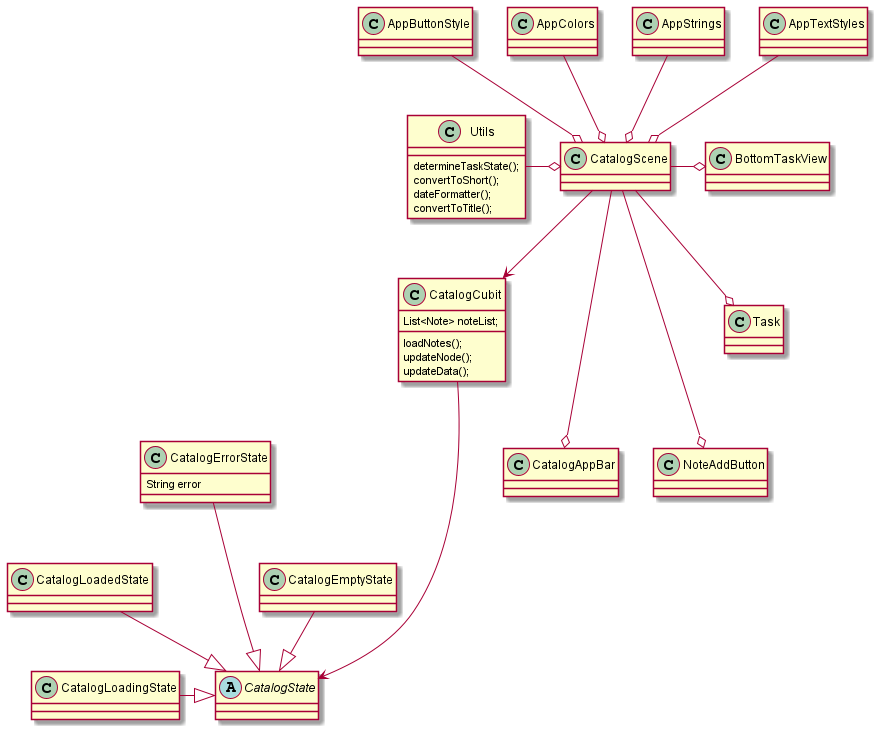 C AppButtonStyle
C AppColors
C AppStrings
C AppTextStyles
C Utils
determineTaskState();
convertToShort();
dateFormatter();
convertToTitle();
C CatalogScene
C BottomTaskView
C CatalogCubit
List<Note> noteList;
loadNotes();
updateNode();
updateData();
C Task
C CatalogErrorState
String error
C CatalogAppBar
C NoteAddButton
C CatalogLoadedState
C CatalogEmptyState
C CatalogLoadingState
A CatalogState